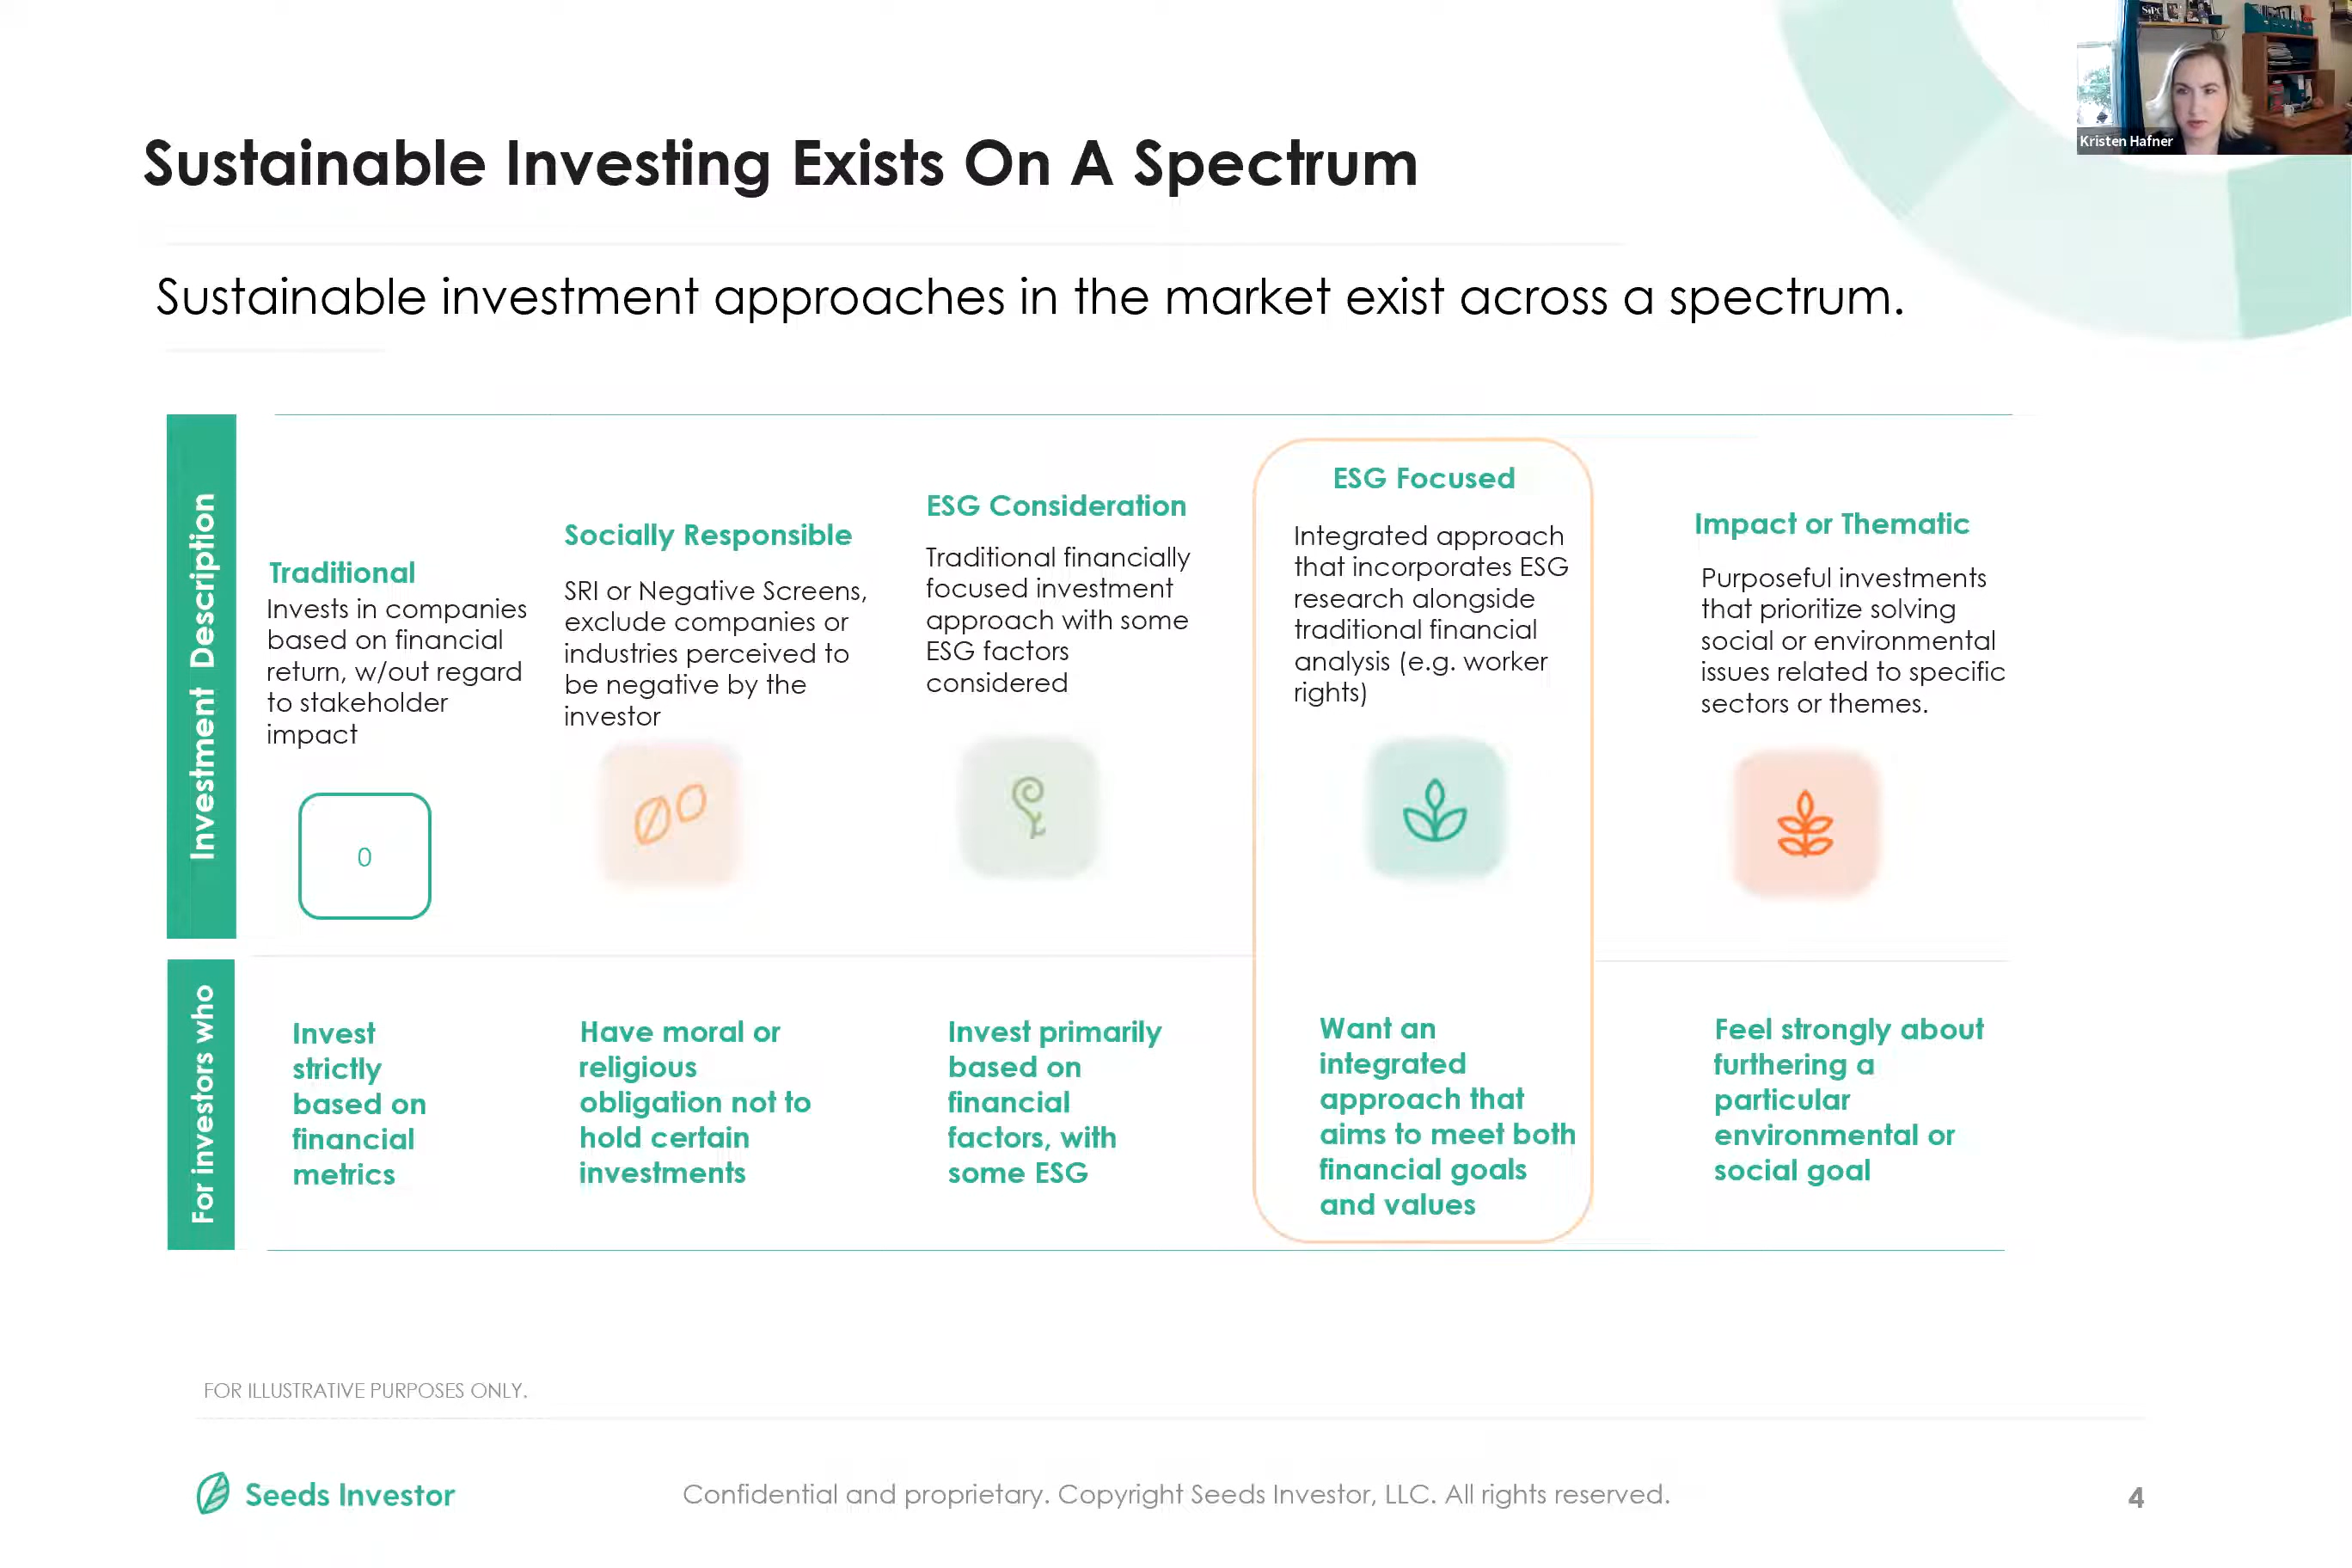 SiPC
Kristen Hafner
Sustainable Investing Exists On A Spectrum
Sustainable investment approaches in the market exist across a spectrum.
Investment Description
Traditional
Invests in companies
based on financial
return, w/out regard
to stakeholder
impact
0
Socially Responsible
SRI or Negative Screens,
exclude companies or
industries perceived to
be negative by the
investor
ESG Consideration
Traditional financially
focused investment
approach with some
ESG factors
considered
ESG Focused
Integrated approach
that incorporates ESG
research alongside
traditional financial
analysis (e.g. worker
rights)
Impact or Thematic
Purposeful investments
that prioritize solving
social or environmental
issues related to specific
sectors or themes.
For investors who
Invest
strictly
based on
financial
metrics
Have moral or
religious
obligation not to
hold certain
investments
Invest primarily
based on
financial
factors, with
some ESG
Want an
integrated
approach that
aims to meet both
financial goals
and values
Feel strongly about
furthering a
particular
environmental or
social goal
FOR ILLUSTRATIVE PURPOSES ONLY.
Seeds Investor
Confidential and proprietary. Copyright Seeds Investor, LLC. All rights reserved.
4